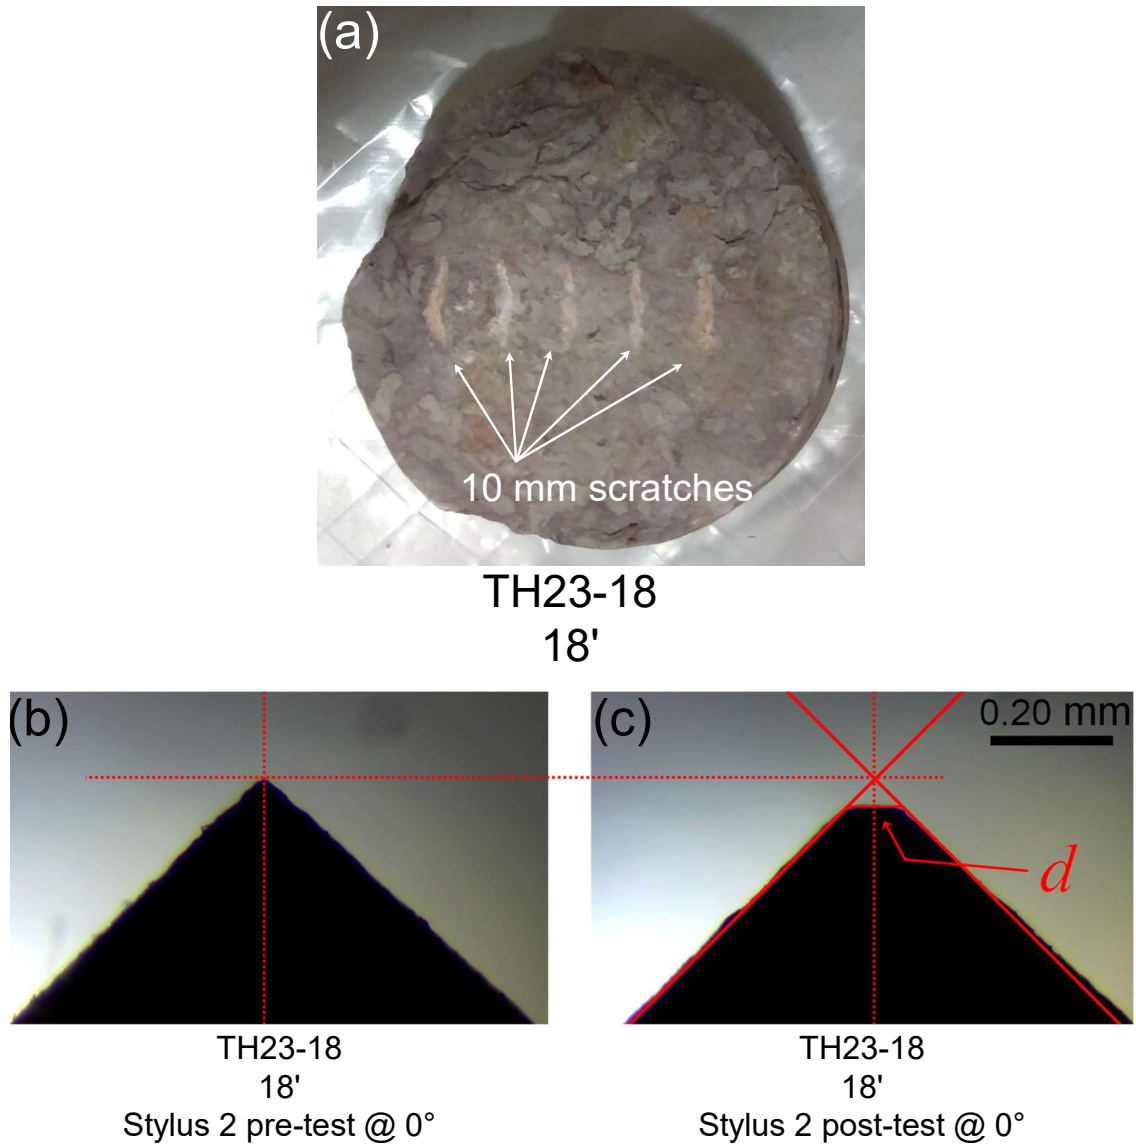 (a)
10 mm scratches
TH23-18
18'
(b)
(c)
0.20 mm
d
TH23-18
18'
Stylus 2 pre-test @ 0°
TH23-18
18'
Stylus 2 post-test @ 0°